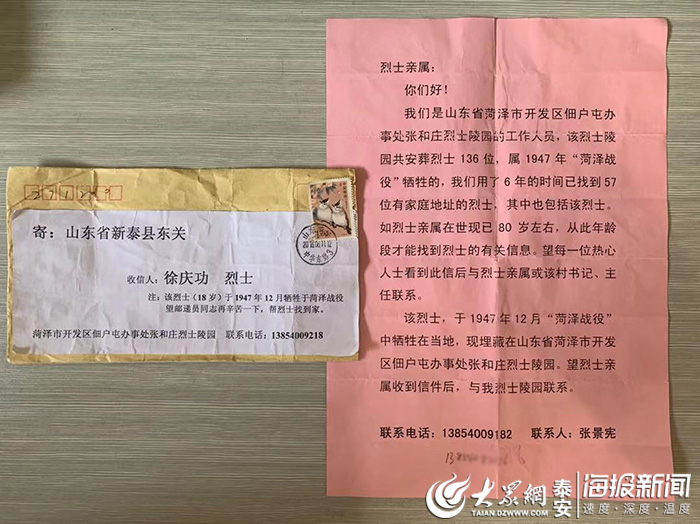 寄：山东省新泰县东关
收信人：徐庆功 烈士
注：该烈士（18岁）于1947年12月牺牲于菏泽战役
望邮递员同志再辛苦一下，帮烈士找到家。
菏泽市开发区佃户屯办事处张和庄烈士陵园 联系电话：13854009218
烈士亲属：
你们好！
我们是山东省菏泽市开发区佃户屯办
事处张和庄烈士陵园的工作人员，该烈士陵
园共安葬烈士136位，属1947年“菏泽战
役”牺牲的，我们用了6年的时间已找到57
位有家庭地址的烈士，其中也包括该烈士。
如烈士亲属在世现已80岁左右，从此年龄
段才能找到烈士的有关信息。望每一位热心
人士看到此信后与烈士亲属或该村书记、主
任联系。
该烈士，于1947年12月“菏泽战役”
中牺牲在当地，现埋藏在山东省菏泽市开发
区佃户屯办事处张和庄烈士陵园。望烈士亲
属收到信件后，与我烈士陵园联系。
联系电话：13854009182 联系人：张景宪
大众网 泰安 海报新闻
TAIAN.DZWWW.COM 速度·深度·温度